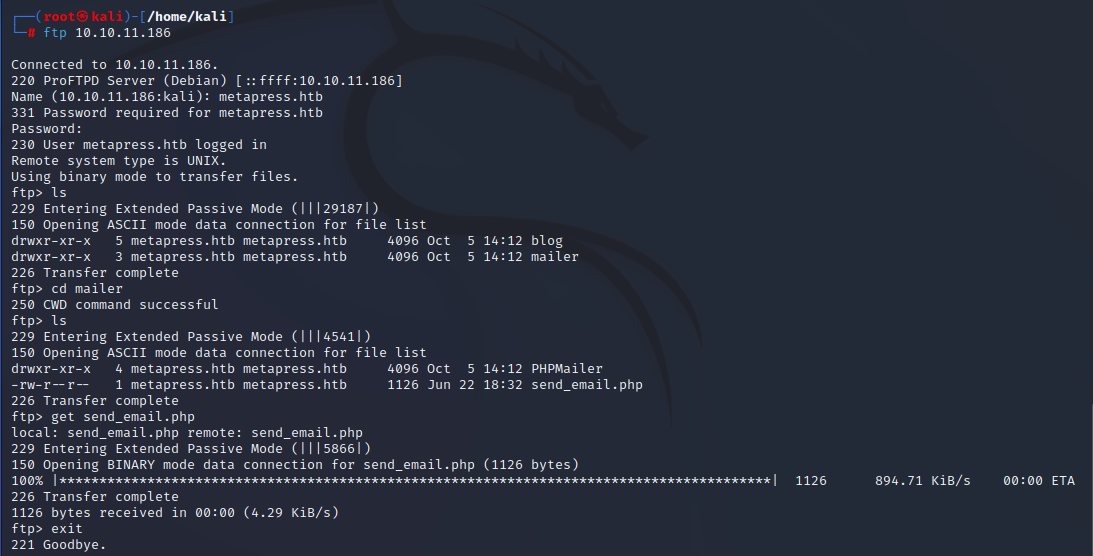 ┌──(root㉿kali)-[/home/kali]
└─# ftp 10.10.11.186
Connected to 10.10.11.186.
220 ProFTPD Server (Debian) [::ffff:10.10.11.186]
Name (10.10.11.186:kali): metapress.htb
331 Password required for metapress.htb
Password:
230 User metapress.htb logged in
Remote system type is UNIX.
Using binary mode to transfer files.
ftp> ls
229 Entering Extended Passive Mode (|||29187|)
150 Opening ASCII mode data connection for file list
drwxr-xr-x   5 metapress.htb metapress.htb     4096 Oct  5 14:12 blog
drwxr-xr-x   3 metapress.htb metapress.htb     4096 Oct  5 14:12 mailer
226 Transfer complete
ftp> cd mailer
250 CWD command successful
ftp> ls
229 Entering Extended Passive Mode (|||4541|)
150 Opening ASCII mode data connection for file list
drwxr-xr-x   4 metapress.htb metapress.htb     4096 Oct  5 14:12 PHPMailer
-rw-r--r--   1 metapress.htb metapress.htb     1126 Jun 22 18:32 send_email.php
226 Transfer complete
ftp> get send_email.php
local: send_email.php remote: send_email.php
229 Entering Extended Passive Mode (|||5866|)
150 Opening BINARY mode data connection for send_email.php (1126 bytes)
100% |*****************************************************************************************|  1126      894.71 KiB/s    00:00 ETA
226 Transfer complete
1126 bytes received in 00:00 (4.29 KiB/s)
ftp> exit
221 Goodbye.